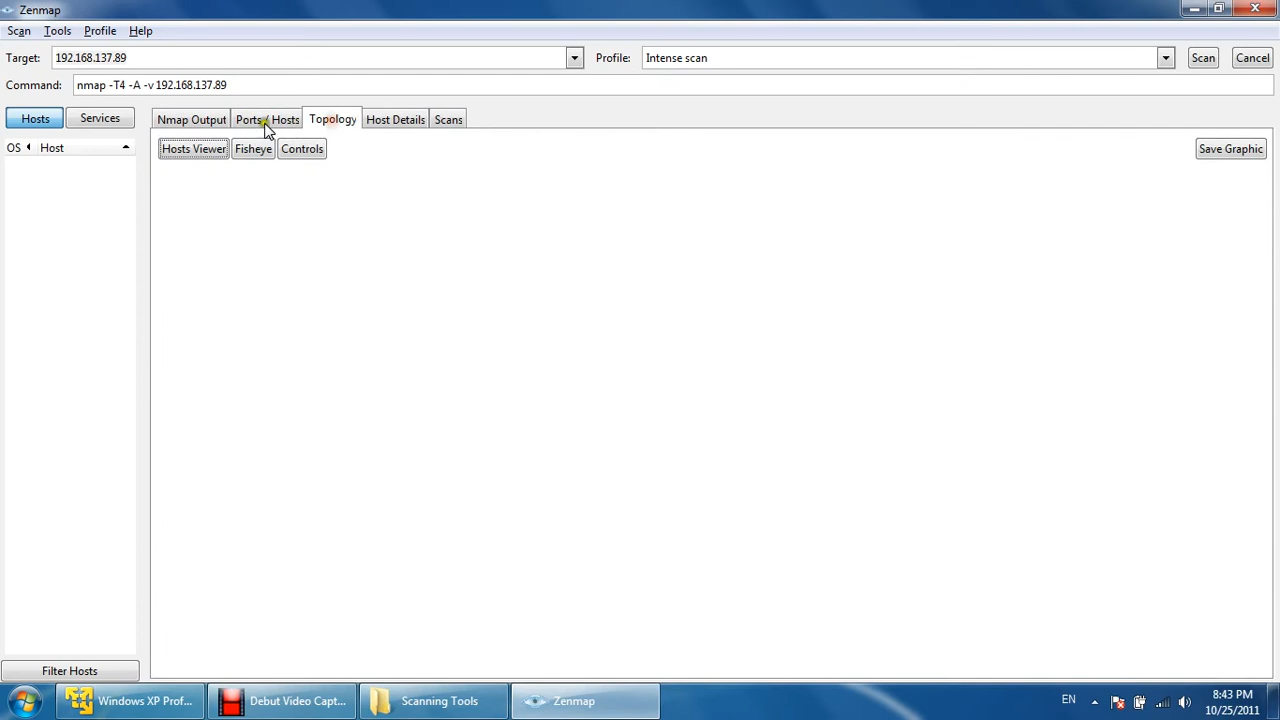 Zenmap
Scan Tools Profile Help
Target: 192.168.137.89 Profile: Intense scan Scan Cancel
Command: nmap -T4 -A -v 192.168.137.89
Hosts Services Nmap Output Ports / Hosts Topology Host Details Scans
OS Host Hosts Viewer Fisheye Controls Save Graphic
Filter Hosts
Windows XP Prof... Debut Video Capt... Scanning Tools Zenmap EN 8:43 PM
10/25/2011